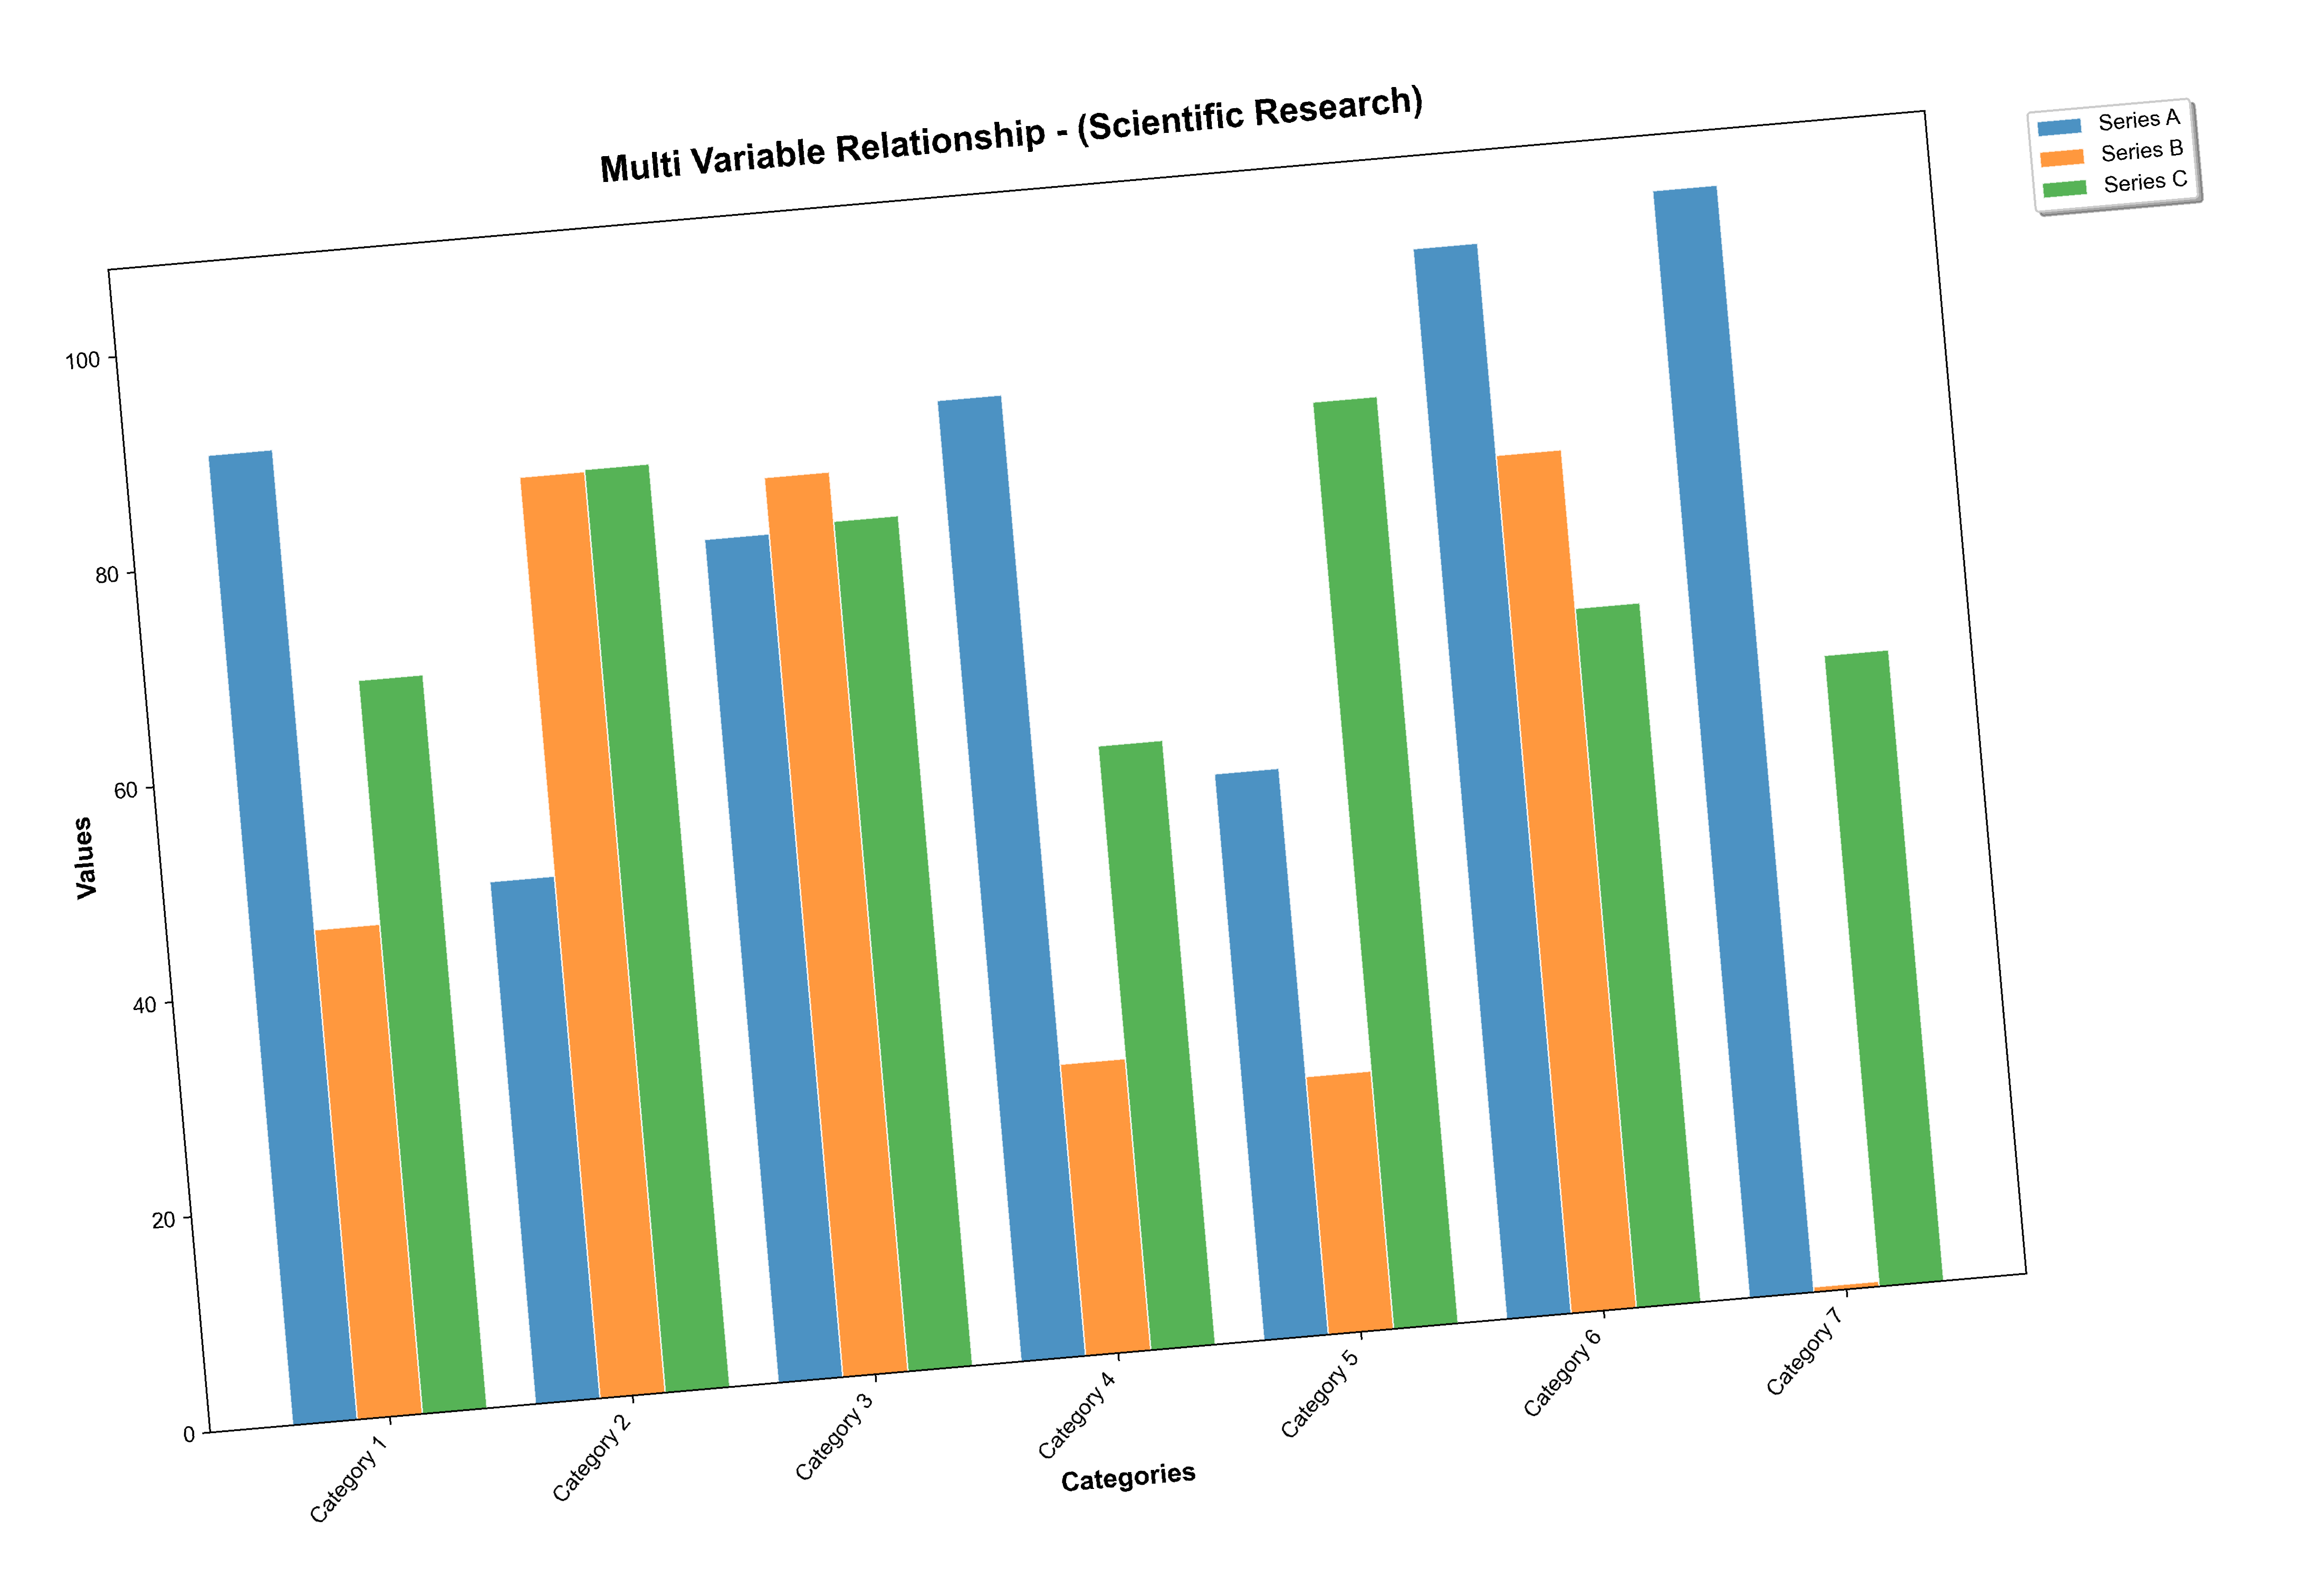 Multi Variable Relationship - (Scientific Research)
Series A
Series B
Series C
100
80
60
40
20
0
Values
Category 1
Category 2
Category 3
Category 4
Category 5
Category 6
Category 7
Categories